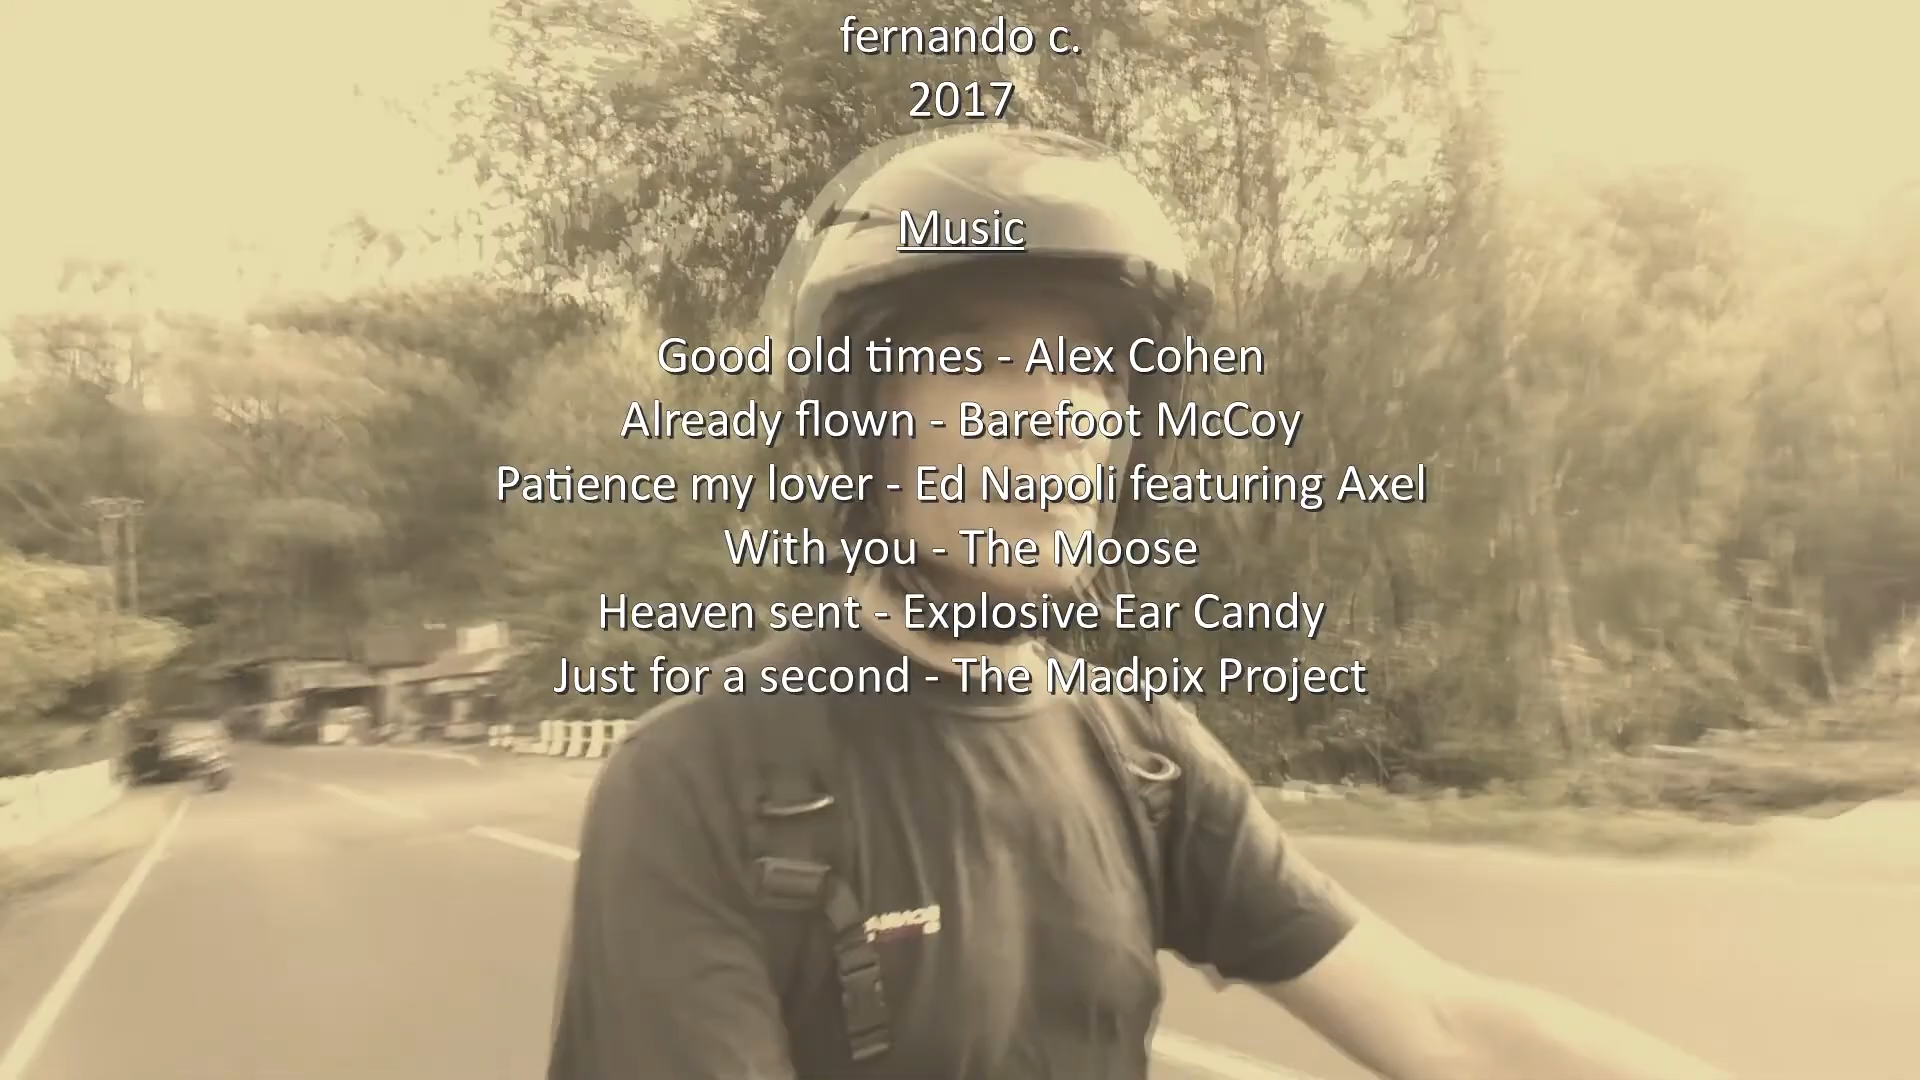 fernando c.
2017
Music
Good old times - Alex Cohen
Already flown - Barefoot McCoy
Patience my lover - Ed Napoli featuring Axel
With you - The Moose
Heaven sent - Explosive Ear Candy
Just for a second - The Madpix Project